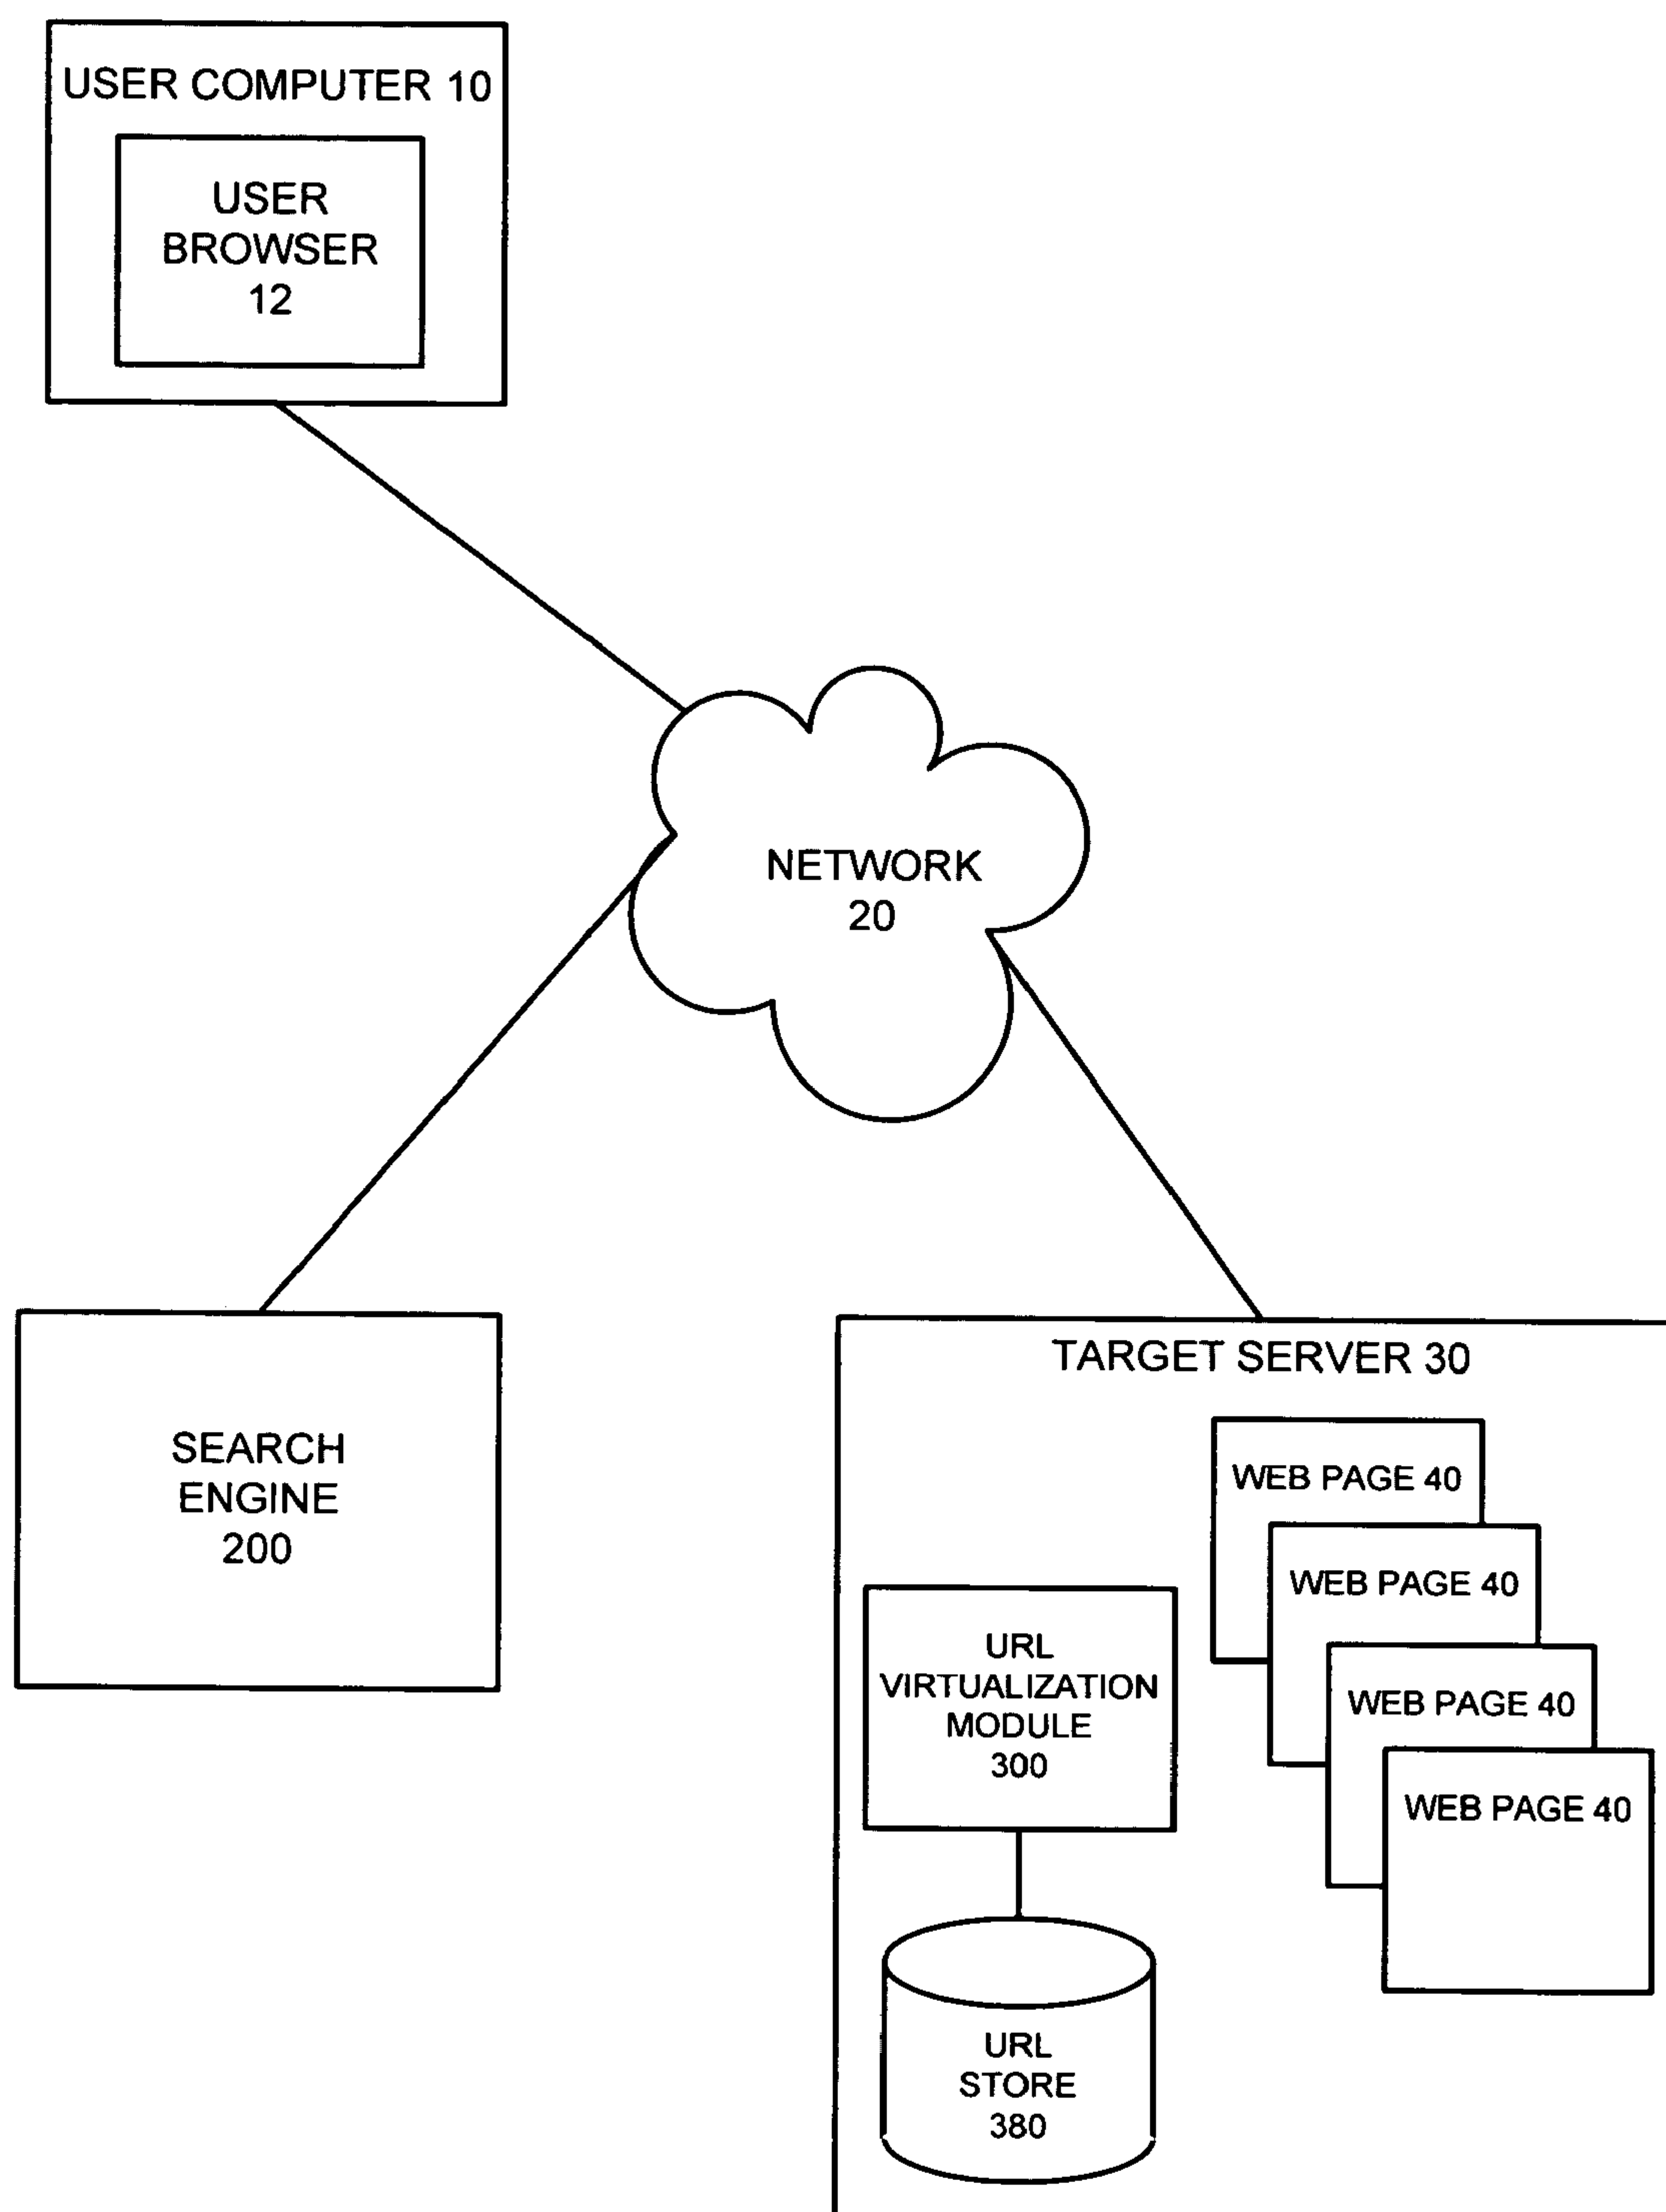 USER COMPUTER 10
USER
BROWSER
12
NETWORK
20
SEARCH
ENGINE
200
TARGET SERVER 30
WEB PAGE 40
WEB PAGE 40
WEB PAGE 40
WEB PAGE 40
URL
VIRTUALIZATION
MODULE
300
URL
STORE
380